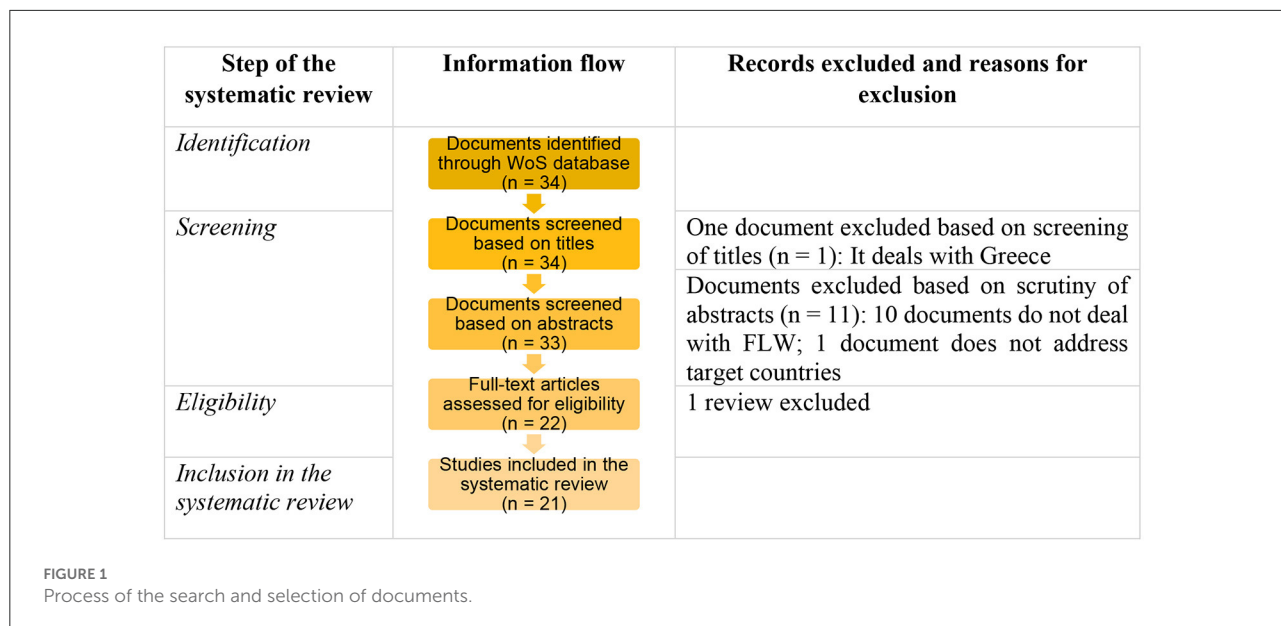 Step of the
systematic review
Information flow
Records excluded and reasons for
exclusion
Identification
Documents identified
through WoS database
(n = 34)
Screening
Documents screened
based on titles
(n = 34)
One document excluded based on screening
of titles (n = 1): It deals with Greece
Documents screened
based on abstracts
(n = 33)
Documents excluded based on scrutiny of
abstracts (n = 11): 10 documents do not deal
with FLW; 1 document does not address
target countries
Eligibility
Full-text articles
assessed for eligibility
(n = 22)
1 review excluded
Inclusion in the
systematic review
Studies included in the
systematic review
(n = 21)
FIGURE 1
Process of the search and selection of documents.